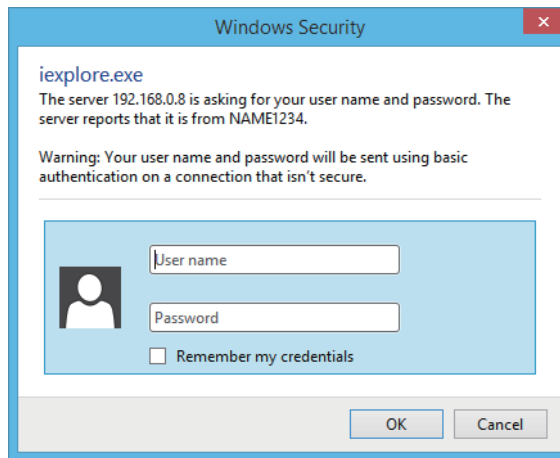 Windows Security
iexplore.exe
The server 192.168.0.8 is asking for your user name and password. The
server reports that it is from NAME1234.
Warning: Your user name and password will be sent using basic
authentication on a connection that isn't secure.
User name
Password
Remember my credentials
OK
Cancel